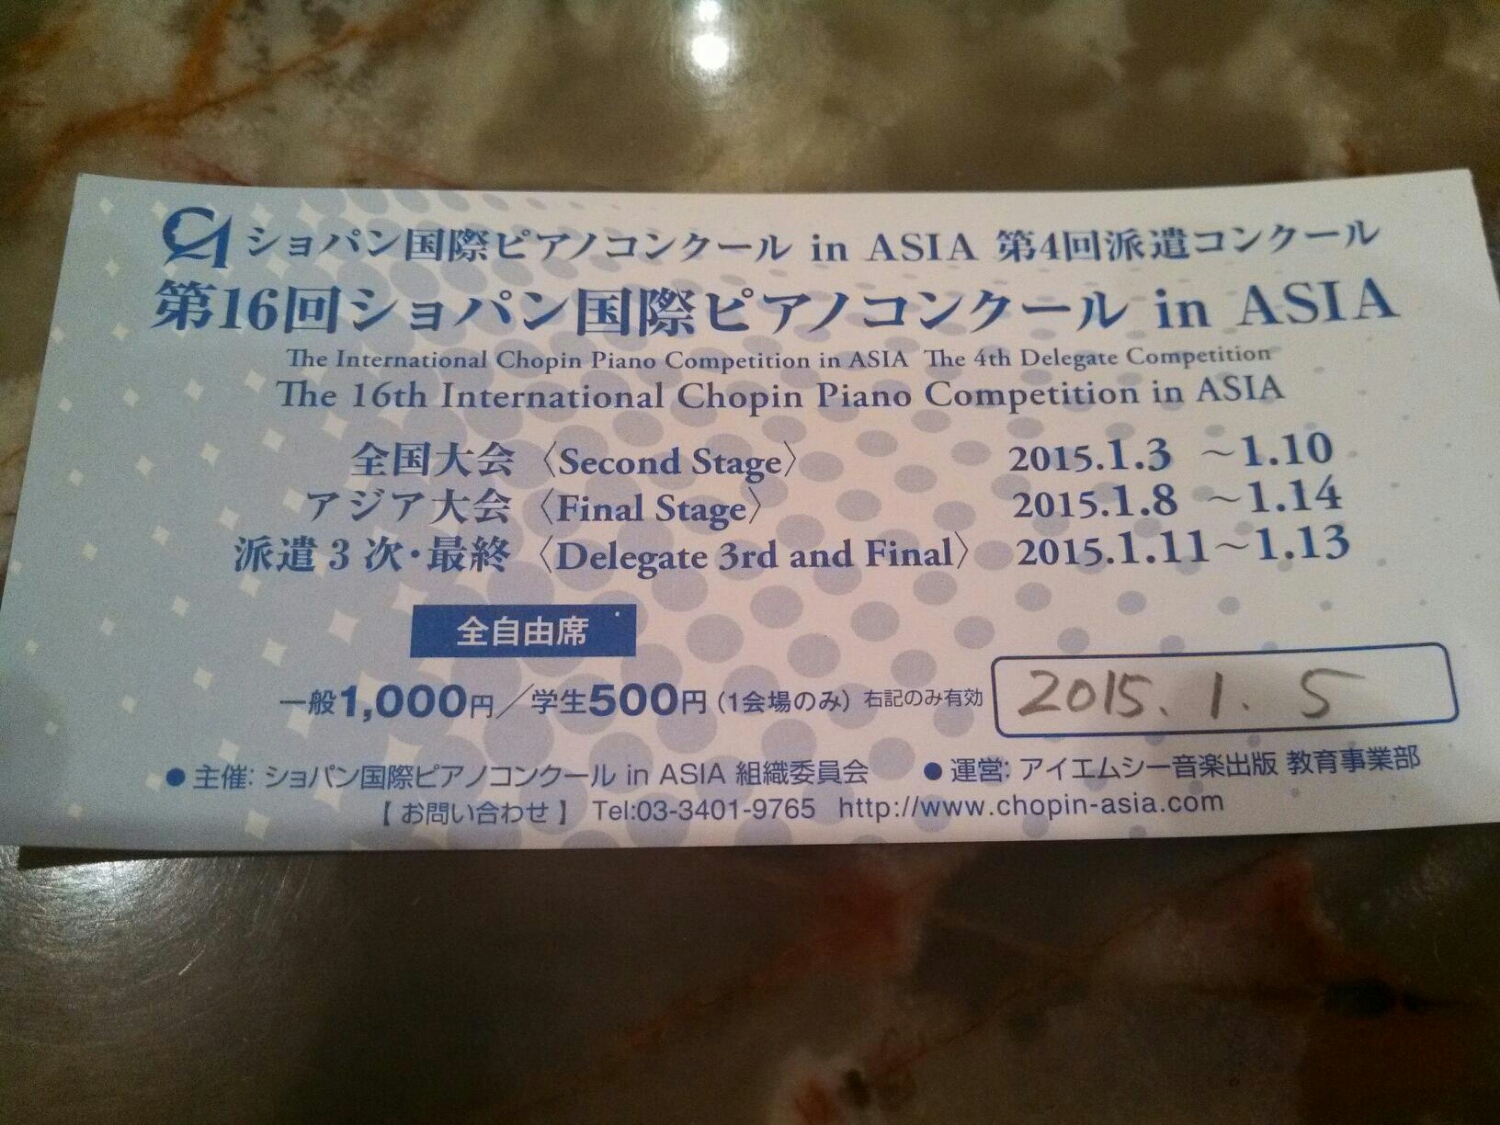 ショパン国際ピアノコンクール in ASIA 第4回派遣コンクール
第16回ショパン国際ピアノコンクール in ASIA
The International Chopin Piano Competition in ASIA The 4th Delegate Competition
The 16th International Chopin Piano Competition in ASIA
全国大会 〈Second Stage〉 2015.1.3 ～1.10
アジア大会 〈Final Stage〉 2015.1.8 ～1.14
派遣3次・最終 〈Delegate 3rd and Final〉 2015.1.11～1.13
全自由席
一般1,000円／学生500円（1会場のみ）右記のみ有効 2015. 1. 5
●主催: ショパン国際ピアノコンクール in ASIA 組織委員会 ●運営: アイエムシー音楽出版 教育事業部
【お問い合わせ】 Tel:03-3401-9765 http://www.chopin-asia.com